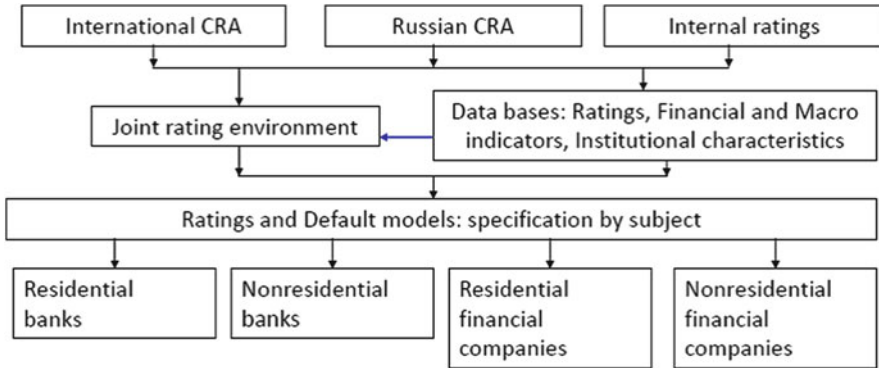 International CRA
Russian CRA
Internal ratings
Joint rating environment
Data bases: Ratings, Financial and Macro
indicators, Institutional characteristics
Ratings and Default models: specification by subject
Residential
banks
Nonresidential
banks
Residential
financial
companies
Nonresidential
financial
companies